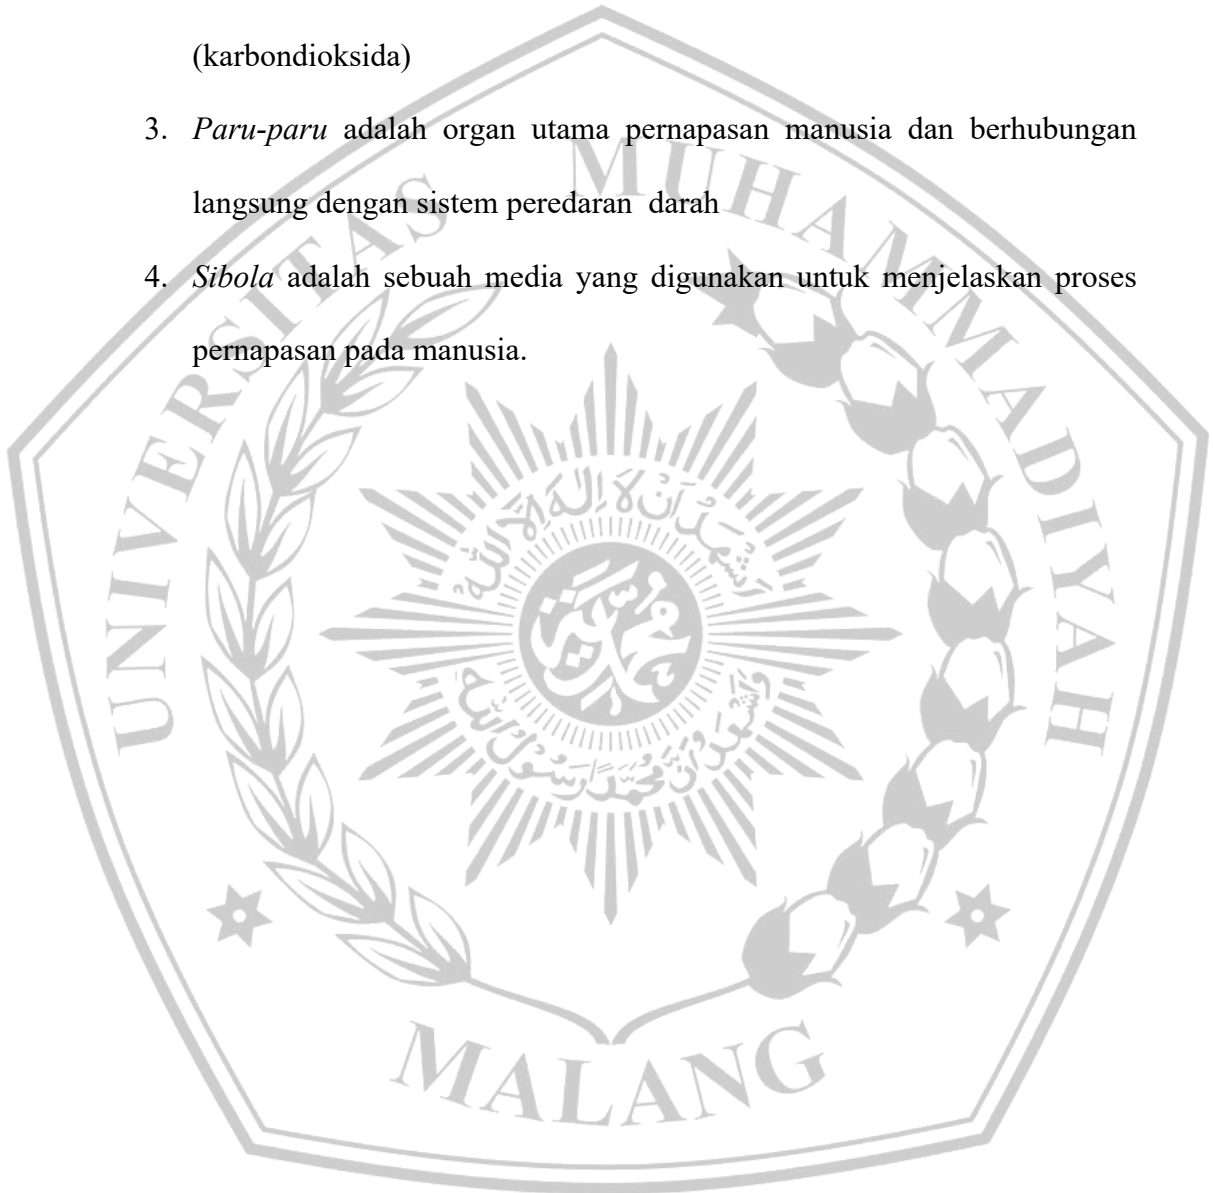 (karbondioksida)
3. Paru-paru adalah organ utama pernapasan manusia dan berhubungan
langsung dengan sistem peredaran darah
4. Sibola adalah sebuah media yang digunakan untuk menjelaskan proses
pernapasan pada manusia.
UNIVERSITAS MUHAMMADIYAH
MALANG